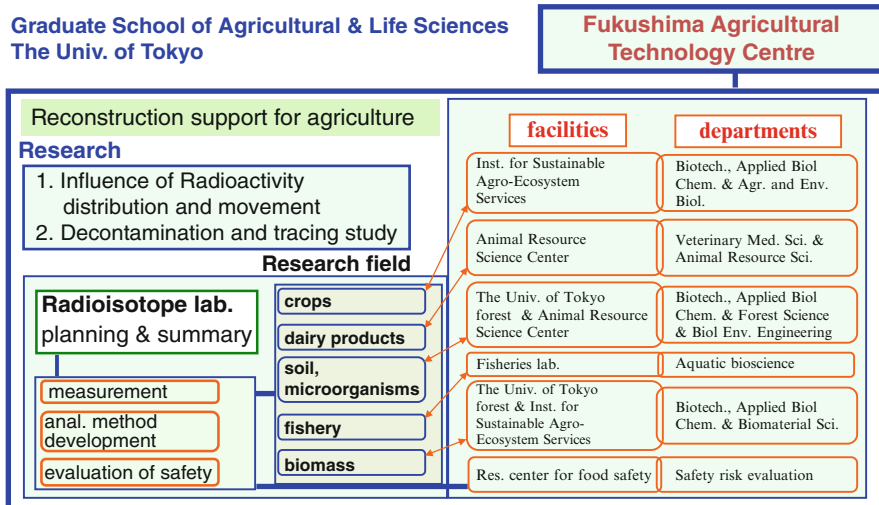 Graduate School of Agricultural & Life Sciences
The Univ. of Tokyo
Fukushima Agricultural
Technology Centre
Reconstruction support for agriculture
Research
1. Influence of Radioactivity
distribution and movement
2. Decontamination and tracing study
Research field
Radioisotope lab.
planning & summary
measurement
anal. method
development
evaluation of safety
crops
dairy products
soil,
microorganisms
fishery
biomass
facilities
departments
Inst. for Sustainable
Agro-Ecosystem
Services
Biotech., Applied Biol
Chem. & Agr. and Env.
Biol.
Animal Resource
Science Center
Veterinary Med. Sci. &
Animal Resource Sci.
The Univ. of Tokyo
forest & Animal Resource
Science Center
Biotech., Applied Biol
Chem. & Forest Science
& Biol Env. Engineering
Fisheries lab.
Aquatic bioscience
The Univ. of Tokyo
forest & Inst. for
Sustainable Agro-
Ecosystem Services
Biotech., Applied Biol
Chem. & Biomaterial Sci.
Res. center for food safety
Safety risk evaluation